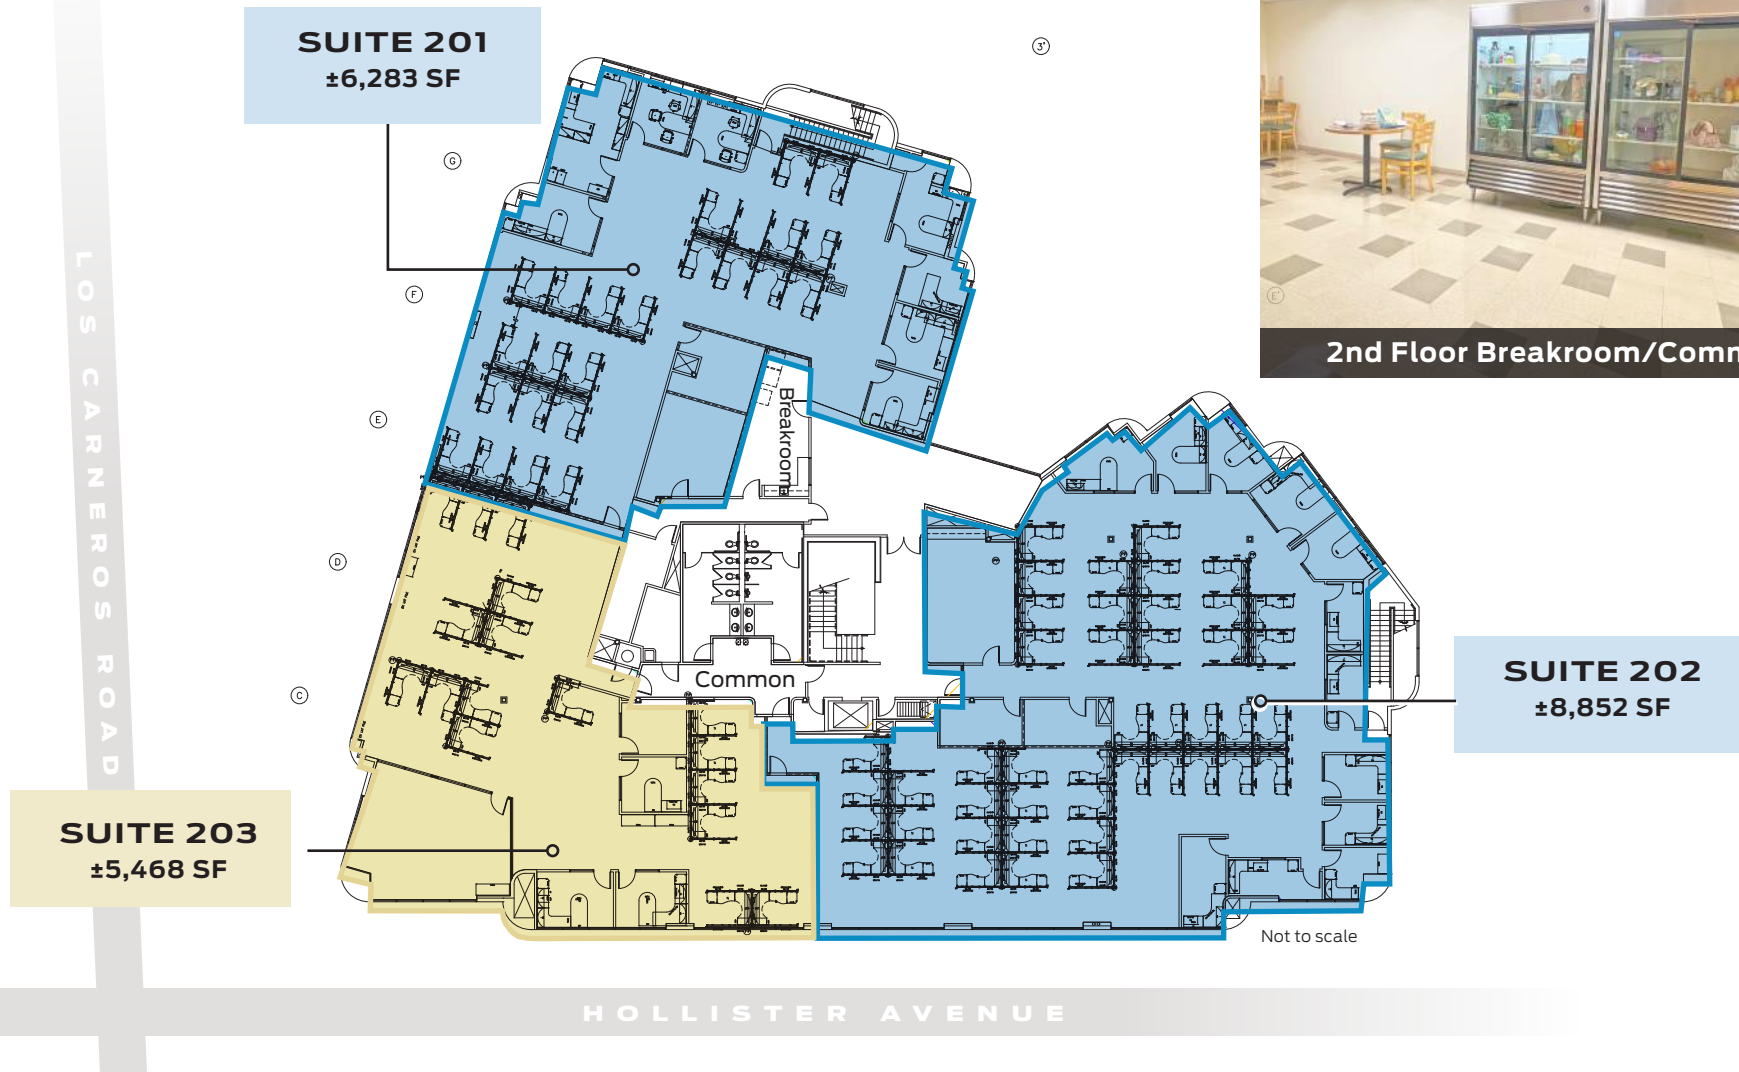 SUITE 201
±6,283 SF
3'
G
F
E'
2nd Floor Breakroom/Comm
E
Breakroom
D
LOS CARNEROS ROAD
C
Common
SUITE 202
±8,852 SF
SUITE 203
±5,468 SF
Not to scale
HOLLISTER AVENUE